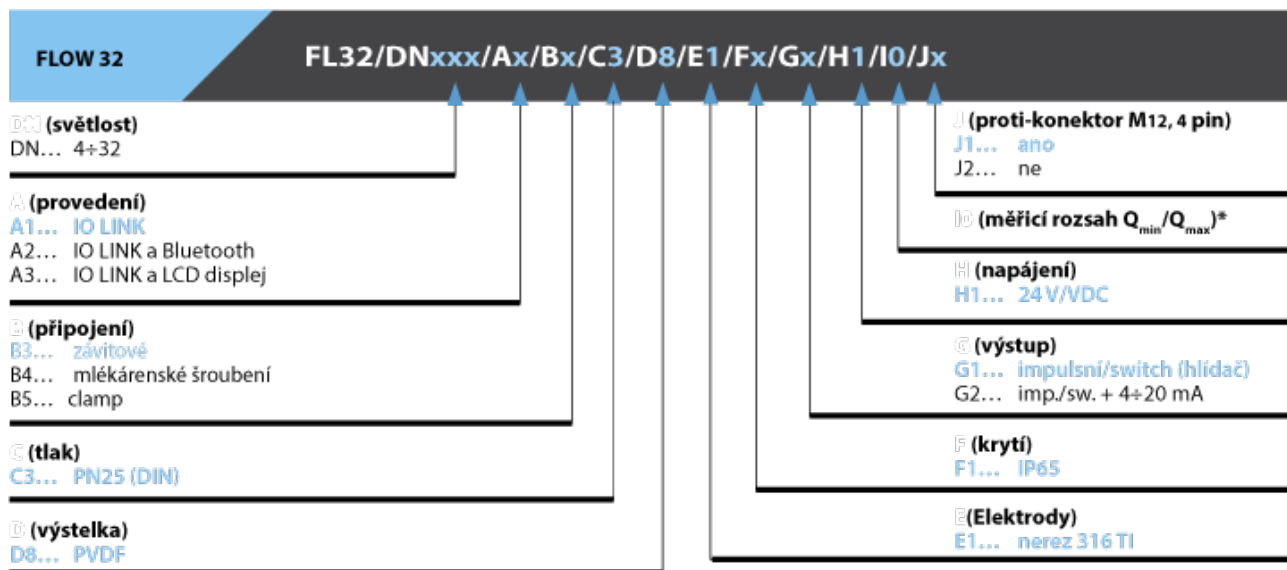 FLOW 32
FL32/DNxxx/Ax/Bx/C3/D8/E1/Fx/Gx/H1/I0/Jx
DN (světlost)
DN... 4÷32
A (provedení)
A1... IO LINK
A2... IO LINK a Bluetooth
A3... IO LINK a LCD displej
B (připojení)
B3... závitové
B4... mlékárenské šroubení
B5... clamp
C (tlak)
C3... PN25 (DIN)
D (výstelka)
D8... PVDF
J (proti-konektor M12, 4 pin)
J1... ano
J2... ne
I0 (měřicí rozsah Qmin/Qmax)*
H (napájení)
H1... 24 V/VDC
G (výstup)
G1... impulsní/switch (hlídač)
G2... imp./sw. + 4÷20 mA
F (krytí)
F1... IP65
E (Elektrody)
E1... nerez 316 TI